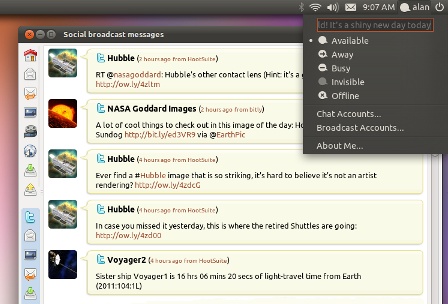 9:07 AM alan
Social broadcast messages
d! It's a shiny new day today
Available
Away
Busy
Invisible
Offline
Chat Accounts...
Broadcast Accounts...
About Me...
Hubble (2 hours ago from HootSuite)
RT @nasagoddard: Hubble's other contact lens (Hint: it's a
http://ow.ly/4zltm
NASA Goddard Images (2 hours ago from bitly)
A lot of cool things to check out in this image of the day: Ho
Sundog http://bit.ly/ed3VR9 via @EarthPic
Hubble (4 hours ago from HootSuite)
Ever find a #Hubble image that is so striking, it's hard to believe it's not an artist
rendering? http://ow.ly/4zdcG
Hubble (4 hours ago from HootSuite)
In case you missed it yesterday, this is where the retired Shuttles are going:
http://ow.ly/4zd00
Voyager2 (4 hours ago from HootSuite)
Sister ship Voyager1 is 16 hrs 06 mins 20 secs of light-travel time from Earth
(2011:104:1L)